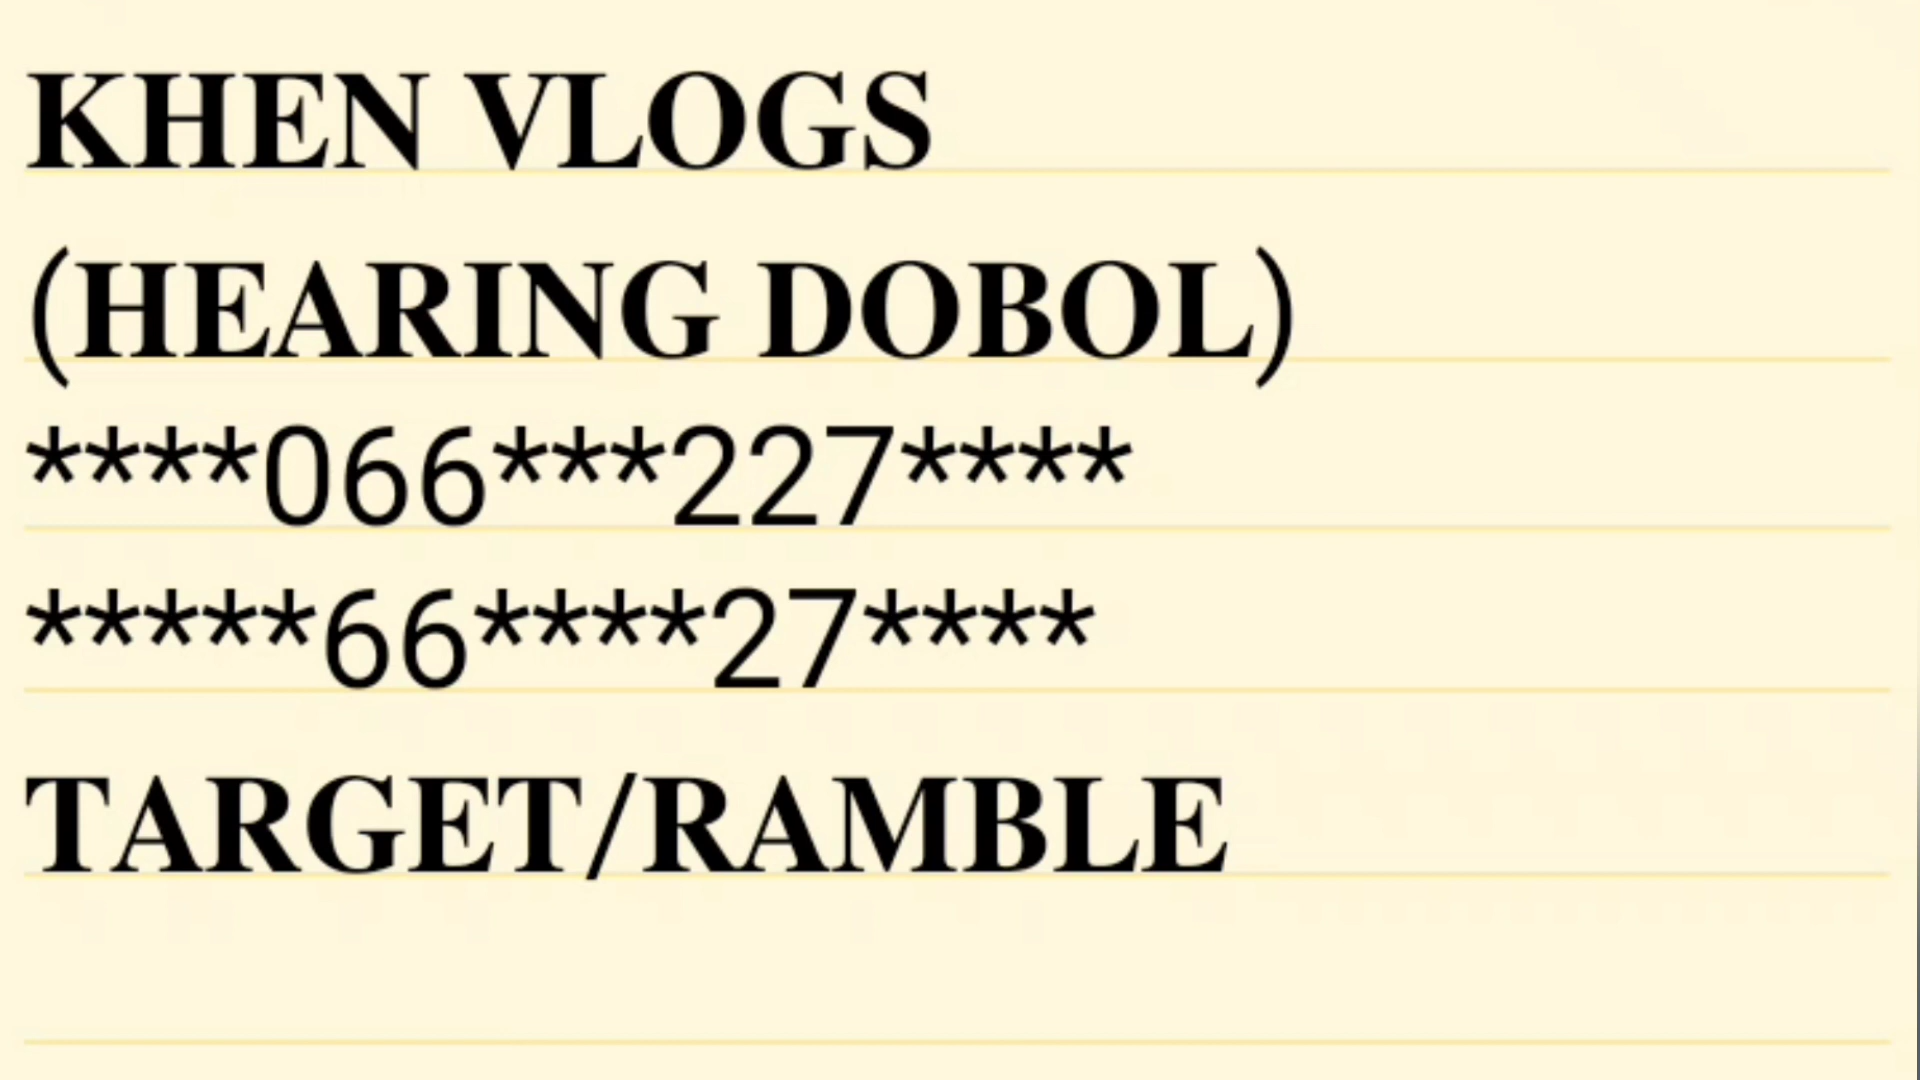 KHEN VLOGS
(HEARING DOBOL)
****066***227****
*****66****27****
TARGET/RAMBLE